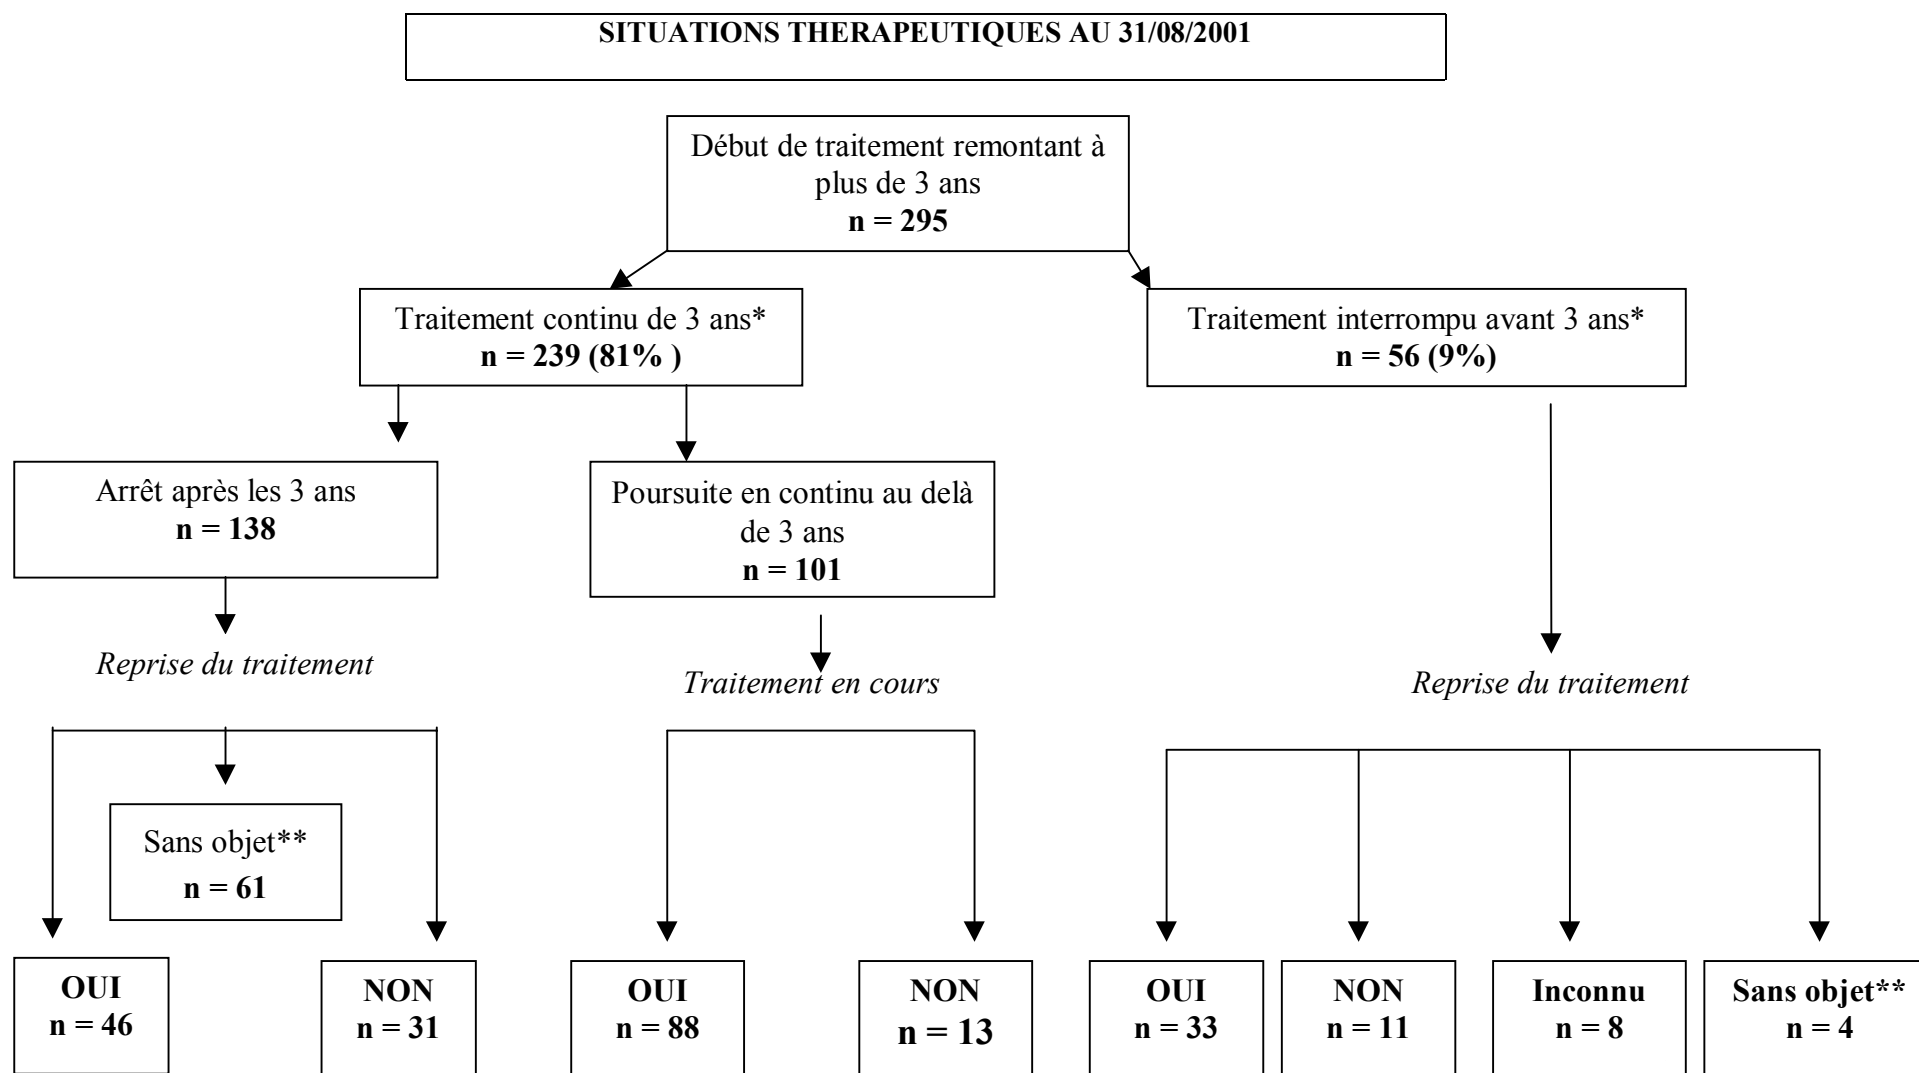 SITUATIONS THERAPEUTIQUES AU 31/08/2001
Début de traitement remontant à
plus de 3 ans
n = 295
Traitement continu de 3 ans*
n = 239 (81% )
Traitement interrompu avant 3 ans*
n = 56 (9%)
Arrêt après les 3 ans
n = 138
Poursuite en continu au delà
de 3 ans
n = 101
Reprise du traitement
Traitement en cours
Reprise du traitement
Sans objet**
n = 61
OUI
n = 46
NON
n = 31
OUI
n = 88
NON
n = 13
OUI
n = 33
NON
n = 11
Inconnu
n = 8
Sans objet**
n = 4